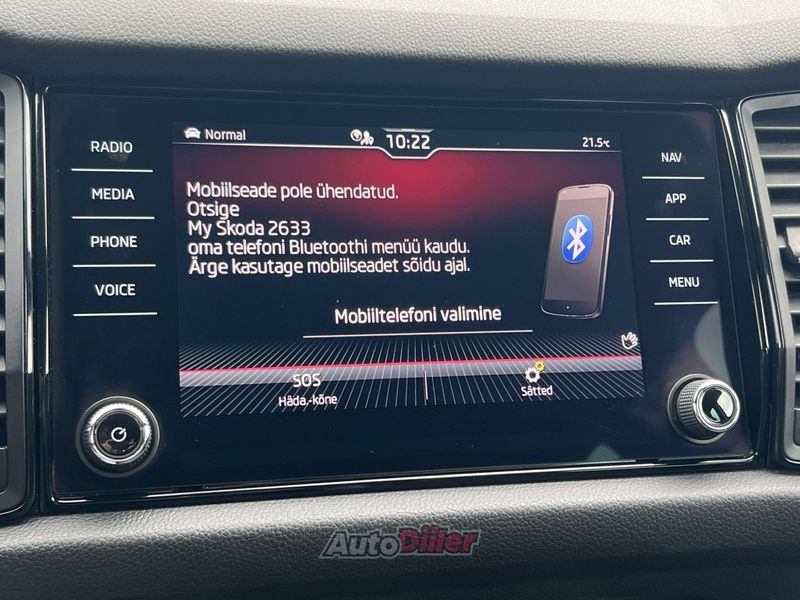 RADIO
MEDIA
PHONE
VOICE
Normal
10:22
21.5°C
Mobiilseade pole ühendatud.
Otsige
My Skoda 2633
oma telefoni Bluetoothi menüü kaudu.
Ärge kasutage mobiilseadet sõidu ajal.
Mobiiltelefoni valimine
SOS
Häda.-kõne
Sätted
NAV
APP
CAR
MENU
AutoDiiler